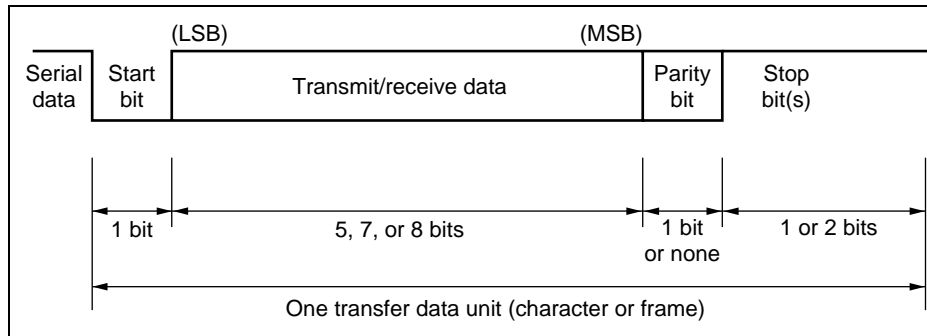 (LSB)
(MSB)
Serial
data
Start
bit
Transmit/receive data
Parity
bit
Stop
bit(s)
1 bit
5, 7, or 8 bits
1 bit
or none
1 or 2 bits
One transfer data unit (character or frame)